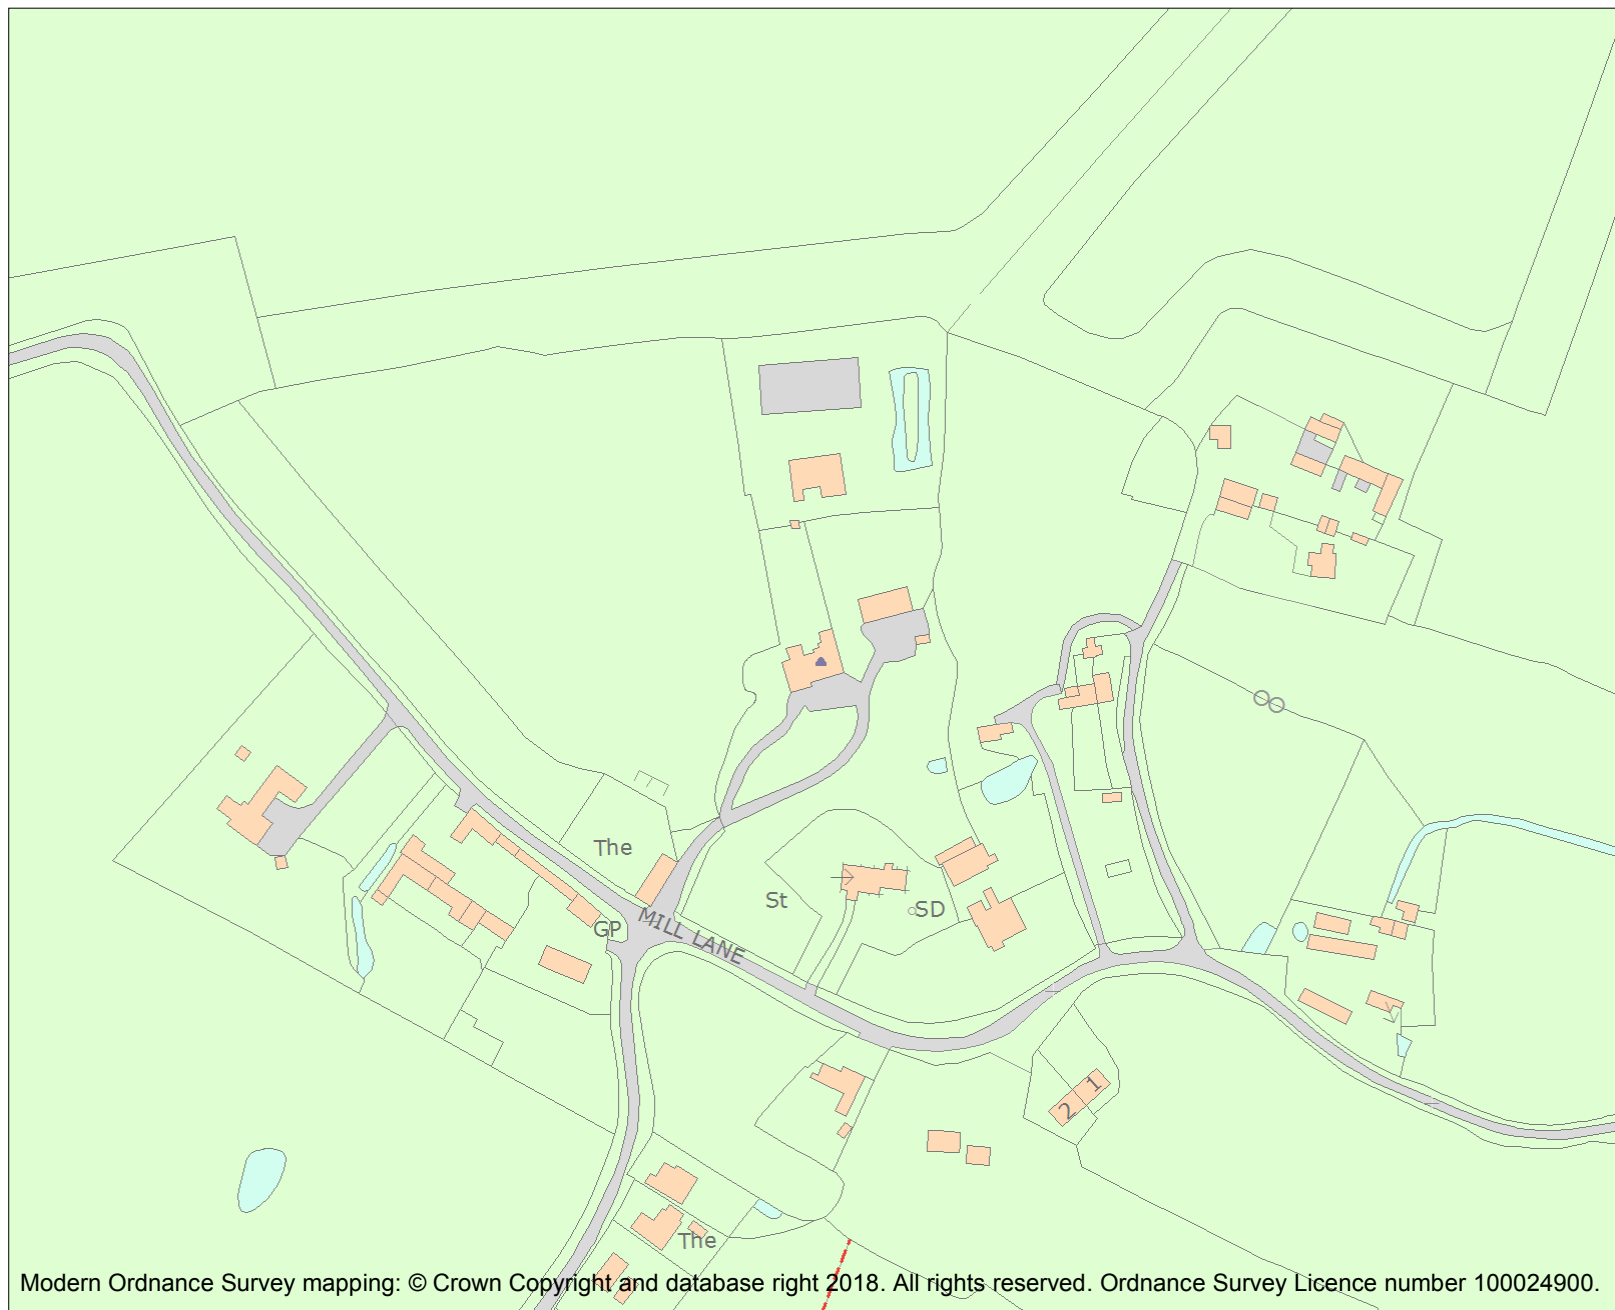 The
St
SD
GP
MILL LANE
1
2
The
Modern Ordnance Survey mapping: © Crown Copyright and database right 2018. All rights reserved. Ordnance Survey Licence number 100024900.